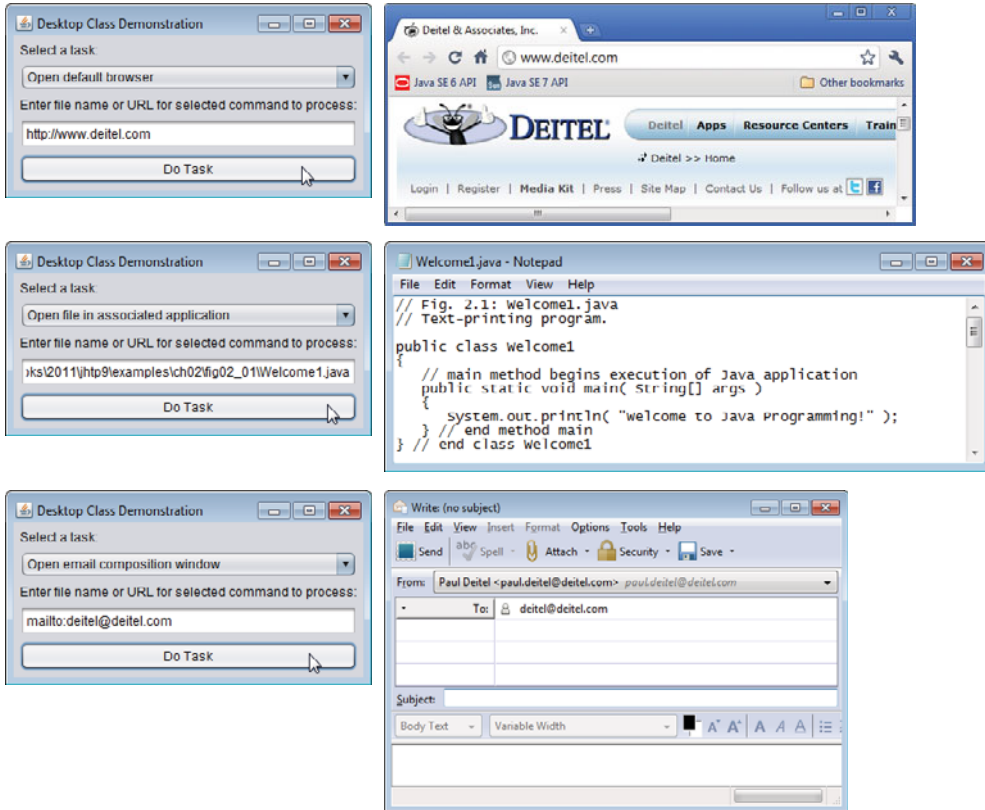 Desktop Class Demonstration
Select a task:
Open default browser
Enter file name or URL for selected command to process:
http://www.deitel.com
Do Task
Deitel & Associates, Inc.
www.deitel.com
Java SE 6 API Java SE 7 API Other bookmarks
DEITEL Deitel Apps Resource Centers Train
Deitel >> Home
Login | Register | Media Kit | Press | Site Map | Contact Us | Follow us at
Desktop Class Demonstration
Select a task:
Open file in associated application
Enter file name or URL for selected command to process:
ks\2011\jhtp9\examples\ch02\fig02_01\Welcome1.java
Do Task
Welcome1.java - Notepad
File Edit Format View Help
// Fig. 2.1: Welcome1.java
// Text-printing program.
public class Welcome1
{
// main method begins execution of Java application
public static void main( String[] args )
{
System.out.println( "Welcome to Java Programming!" );
} // end method main
} // end class Welcome1
Desktop Class Demonstration
Select a task:
Open email composition window
Enter file name or URL for selected command to process:
mailto:deitel@deitel.com
Do Task
Write: (no subject)
File Edit View Insert Format Options Tools Help
Send Spell Attach Security Save
From: Paul Deitel <paul.deitel@deitel.com> paul.deitel@deitel.com
To: deitel@deitel.com
Subject:
Body Text Variable Width